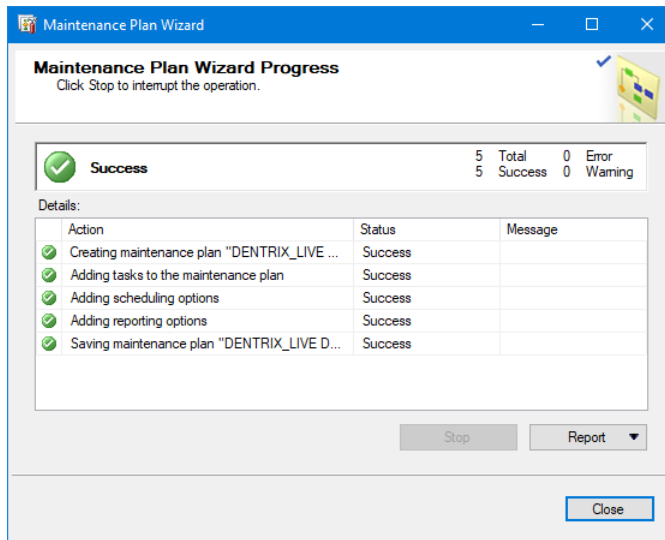 Maintenance Plan Wizard
Maintenance Plan Wizard Progress
Click Stop to interrupt the operation.
Success
5 Total 0 Error
5 Success 0 Warning
Details:
Action Status Message
Creating maintenance plan "DENTRIX_LIVE ... Success
Adding tasks to the maintenance plan Success
Adding scheduling options Success
Adding reporting options Success
Saving maintenance plan "DENTRIX_LIVE D... Success
Stop Report
Close